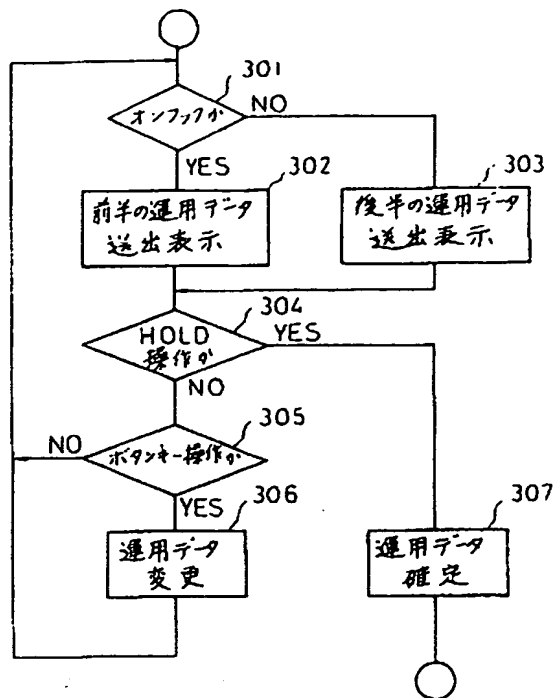 301
オンフックか
NO
YES
302
303
前半の運用データ
送出表示
後半の運用データ
送出表示
304
HOLD
操作か
YES
NO
305
NO
ボタンキー操作か
YES
306
307
運用データ
変更
運用データ
確定